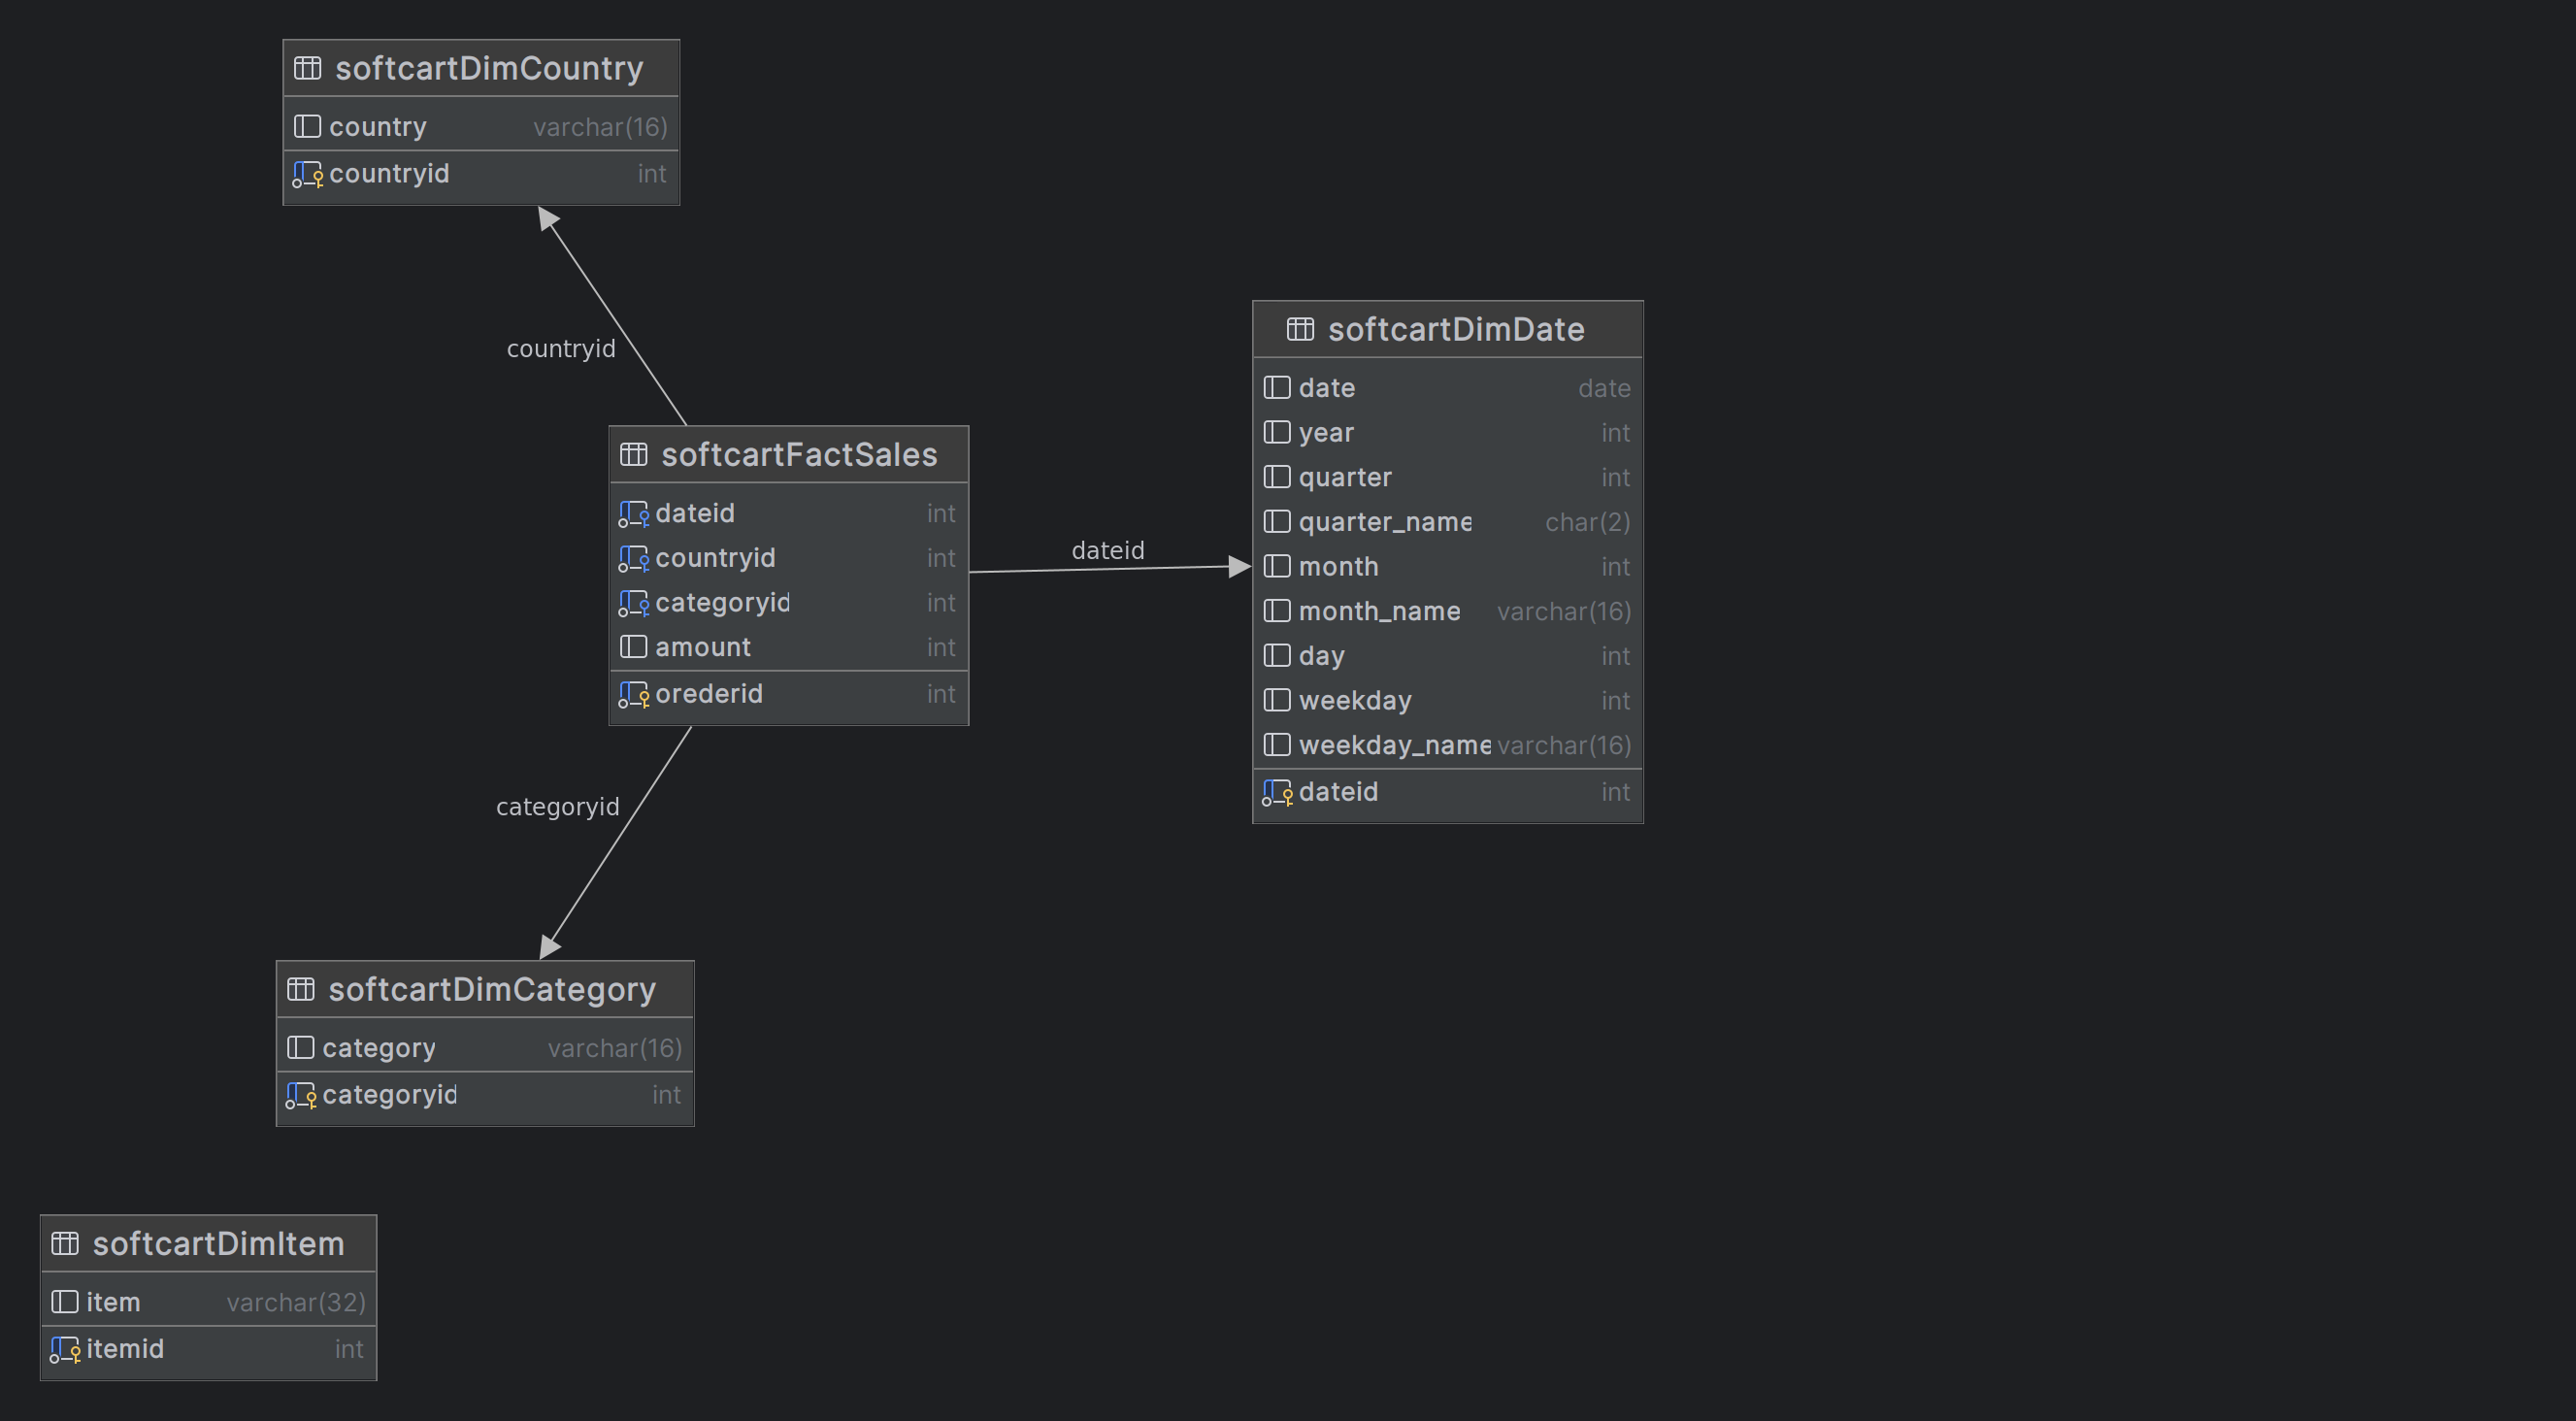 softcartDimCountry
country varchar(16)
countryid int
countryid
softcartFactSales
dateid int
countryid int
categoryid int
amount int
orederid int
dateid
softcartDimDate
date date
year int
quarter int
quarter_name char(2)
month int
month_name varchar(16)
day int
weekday int
weekday_name varchar(16)
dateid int
categoryid
softcartDimCategory
category varchar(16)
categoryid int
softcartDimItem
item varchar(32)
itemid int